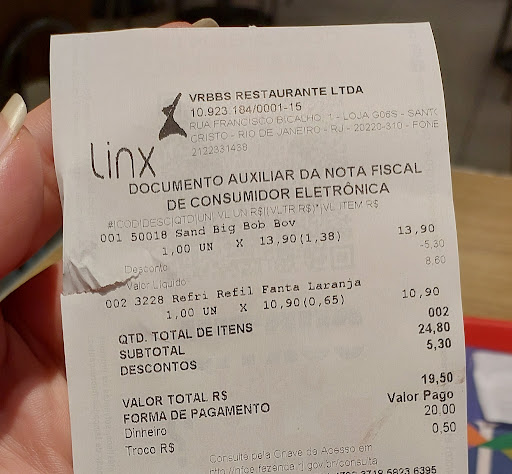 Linx
VRBBS RESTAURANTE LTDA
10.923.184/0001-15
RUA FRANCISCO BICALHO, 1 - LOJA G06S - SANTO
CRISTO - RIO DE JANEIRO - RJ - 20220-310 - FONE
2122331438
DOCUMENTO AUXILIAR DA NOTA FISCAL
DE CONSUMIDOR ELETRÔNICA
#|COD|DESC|QTD|UN| VL UN R$|(VLTR R$)*|VL ITEM R$
001 50018 Sand Big Bob Bov
1,00 UN X 13,90(1,38) 13,90
Desconto -5,30
Valor Líquido 8,60
002 3228 Refri Refil Fanta Laranja
1,00 UN X 10,90(0,65) 10,90
QTD. TOTAL DE ITENS 002
SUBTOTAL 24,80
DESCONTOS 5,30
VALOR TOTAL R$ 19,50
FORMA DE PAGAMENTO Valor Pago
Dinheiro 20,00
Troco R$ 0,50
Consulte pela Chave de Acesso em
3718 6823 6395